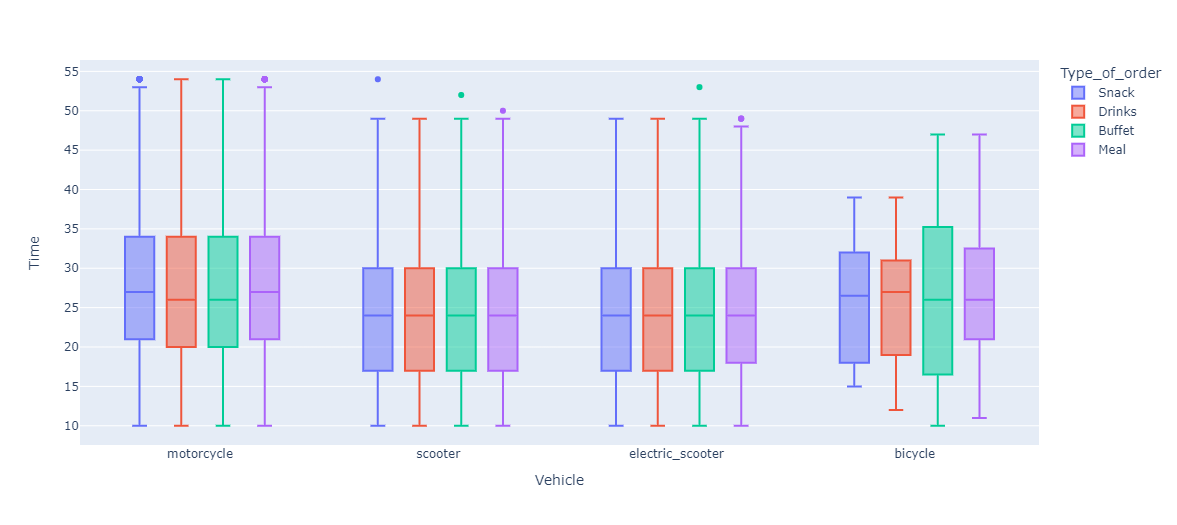 Type_of_order
Snack
Drinks
Buffet
Meal
Time
55
50
45
40
35
30
25
20
15
10
motorcycle
scooter
electric_scooter
bicycle
Vehicle